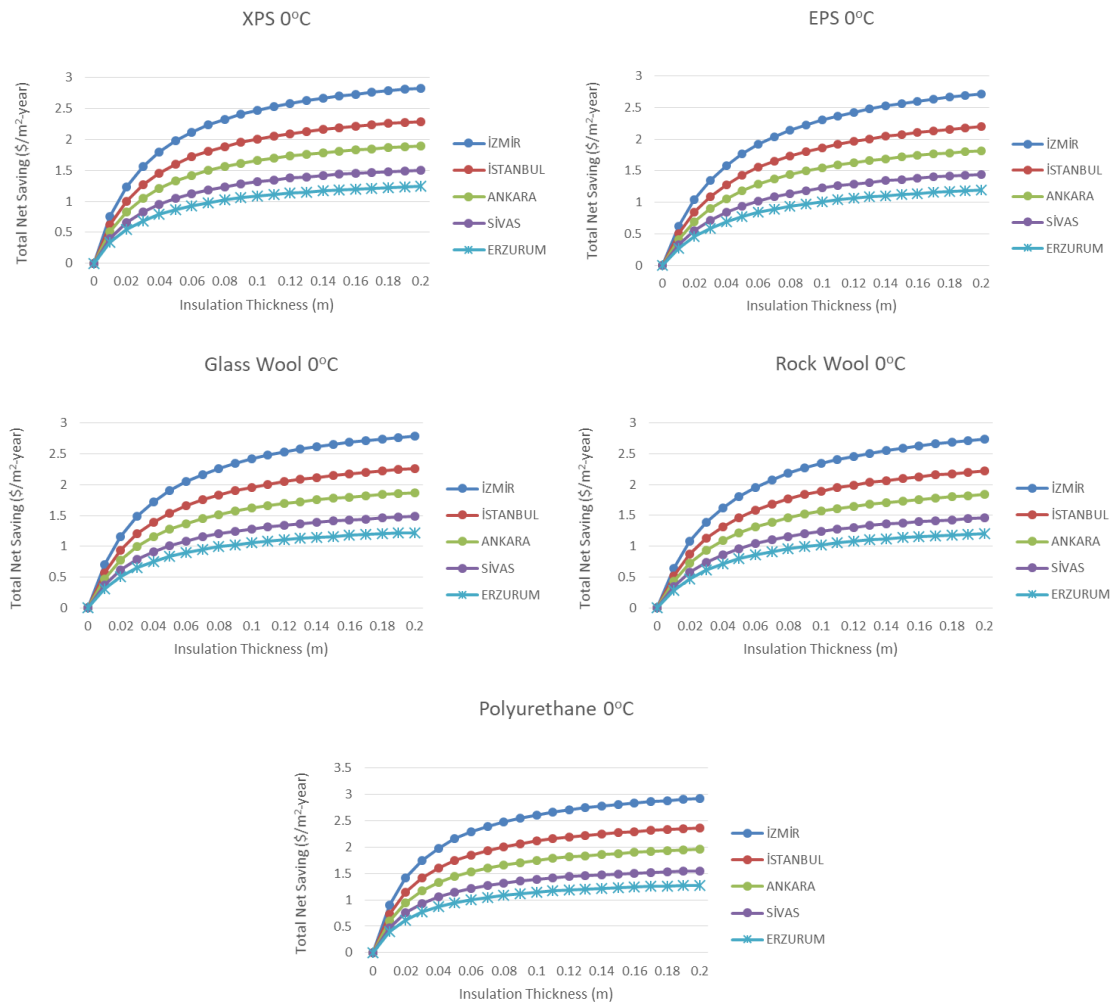 XPS 0°C
Total Net Saving ($/m²-year)
3
2.5
2
1.5
1
0.5
0
0 0.02 0.04 0.06 0.08 0.1 0.12 0.14 0.16 0.18 0.2
Insulation Thickness (m)
İZMİR
İSTANBUL
ANKARA
SİVAS
ERZURUM
EPS 0°C
Total Net Saving ($/m²-year)
3
2.5
2
1.5
1
0.5
0
0 0.02 0.04 0.06 0.08 0.1 0.12 0.14 0.16 0.18 0.2
Insulation Thickness (m)
İZMİR
İSTANBUL
ANKARA
SİVAS
ERZURUM
Glass Wool 0°C
Total Net Saving ($/m²-year)
3
2.5
2
1.5
1
0.5
0
0 0.02 0.04 0.06 0.08 0.1 0.12 0.14 0.16 0.18 0.2
Insulation Thickness (m)
İZMİR
İSTANBUL
ANKARA
SİVAS
ERZURUM
Rock Wool 0°C
Total Net Saving ($/m²-year)
3
2.5
2
1.5
1
0.5
0
0 0.02 0.04 0.06 0.08 0.1 0.12 0.14 0.16 0.18 0.2
Insulation Thickness (m)
İZMİR
İSTANBUL
ANKARA
SİVAS
ERZURUM
Polyurethane 0°C
Total Net Saving ($/m²-year)
3.5
3
2.5
2
1.5
1
0.5
0
0 0.02 0.04 0.06 0.08 0.1 0.12 0.14 0.16 0.18 0.2
Insulation Thickness (m)
İZMİR
İSTANBUL
ANKARA
SİVAS
ERZURUM